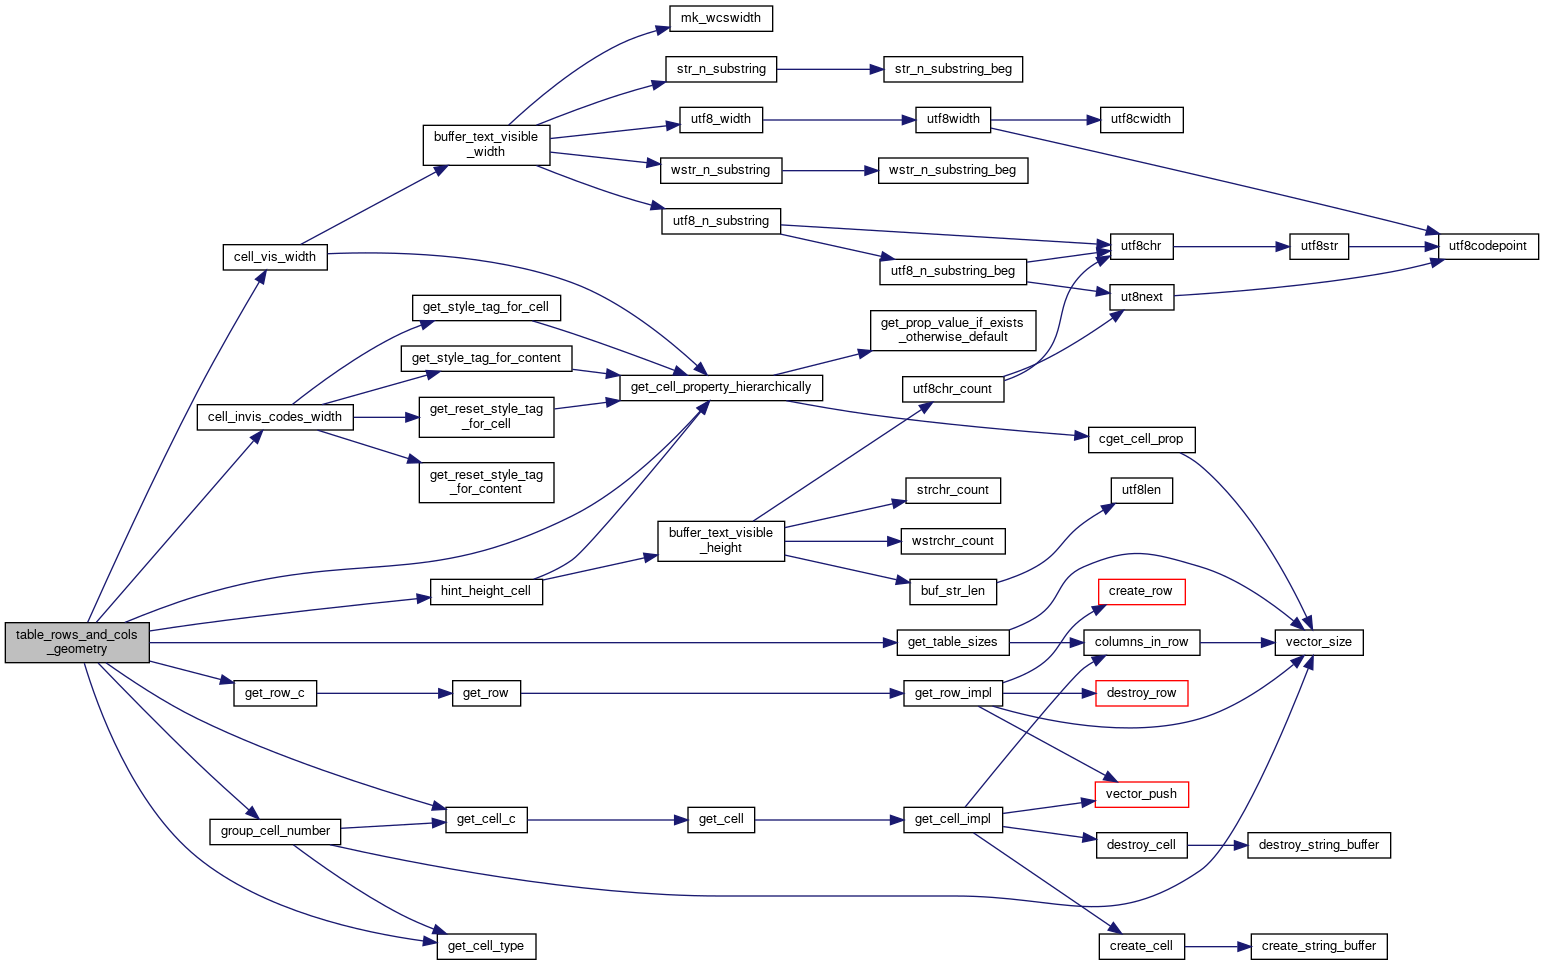 mk_wcswidth
str_n_substring
str_n_substring_beg
buffer_text_visible
_width
utf8_width
utf8width
utf8cwidth
wstr_n_substring
wstr_n_substring_beg
utf8_n_substring
cell_vis_width
utf8chr
utf8str
utf8codepoint
utf8_n_substring_beg
ut8next
get_style_tag_for_cell
get_prop_value_if_exists
_otherwise_default
get_style_tag_for_content
get_cell_property_hierarchically
utf8chr_count
cell_invis_codes_width
get_reset_style_tag
_for_cell
cget_cell_prop
get_reset_style_tag
_for_content
strchr_count
utf8len
buffer_text_visible
_height
wstrchr_count
hint_height_cell
buf_str_len
create_row
table_rows_and_cols
_geometry
get_table_sizes
columns_in_row
vector_size
get_row_c
get_row
get_row_impl
destroy_row
vector_push
group_cell_number
get_cell_c
get_cell
get_cell_impl
destroy_cell
destroy_string_buffer
get_cell_type
create_cell
create_string_buffer